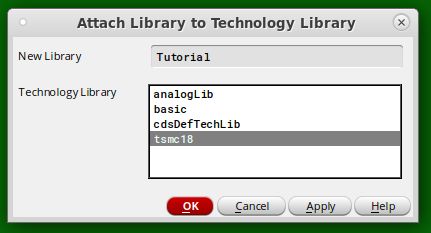 Attach Library to Technology Library
New Library
Tutorial
Technology Library
analogLib
basic
cdsDefTechLib
tsmc18
OK Cancel Apply Help